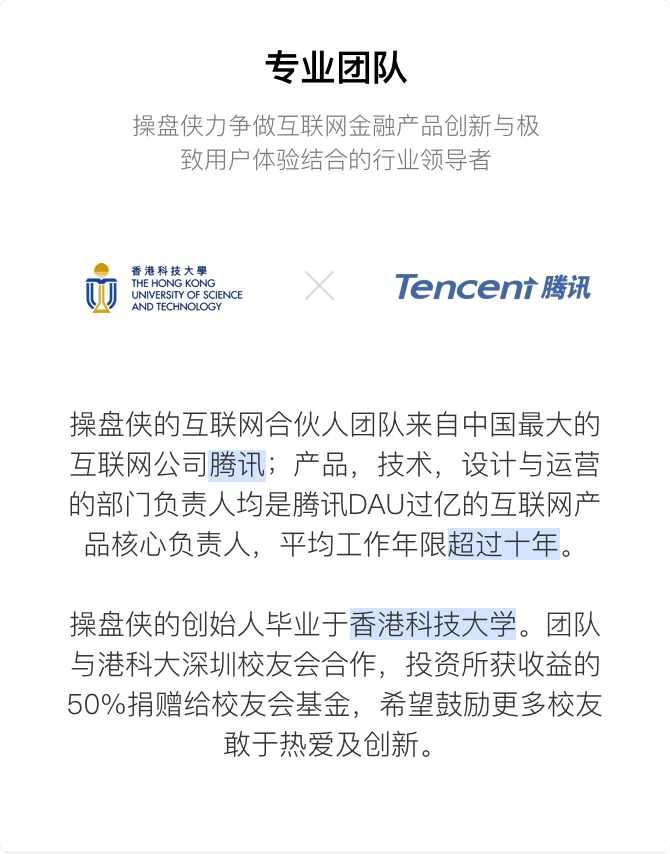 专业团队
操盘侠力争做互联网金融产品创新与极
致用户体验结合的行业领导者
香港科技大學
THE HONG KONG
UNIVERSITY OF SCIENCE
AND TECHNOLOGY
Tencent 腾讯
操盘侠的互联网合伙人团队来自中国最大的
互联网公司腾讯；产品，技术，设计与运营
的部门负责人均是腾讯DAU过亿的互联网产
品核心负责人，平均工作年限超过十年。
操盘侠的创始人毕业于香港科技大学。团队
与港科大深圳校友会合作，投资所获收益的
50%捐赠给校友会基金，希望鼓励更多校友
敢于热爱及创新。